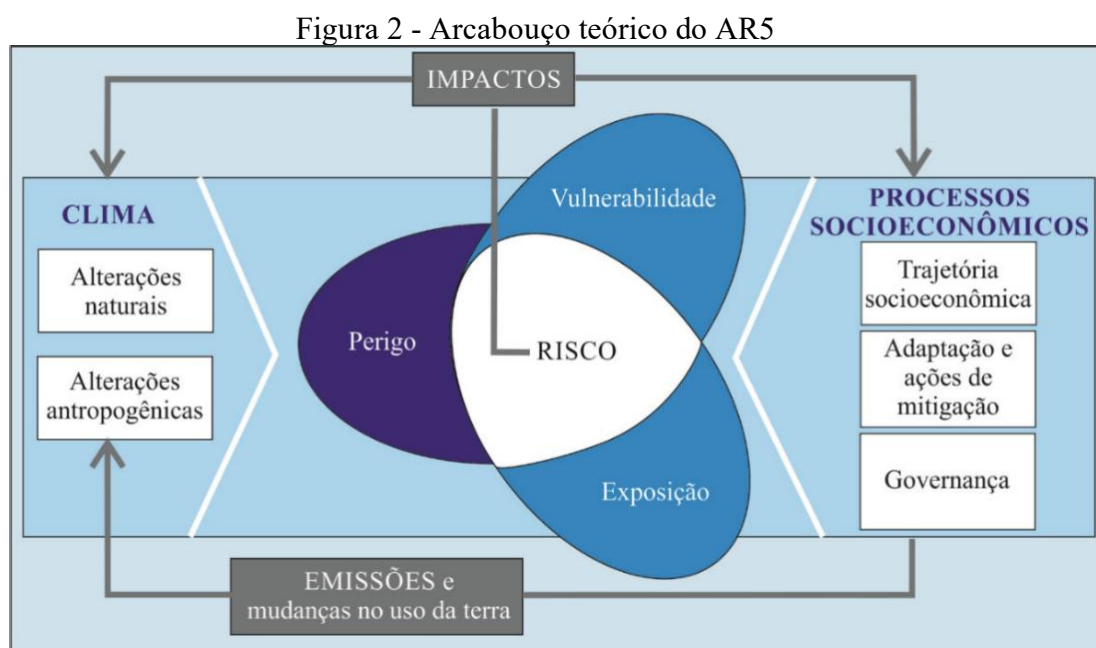 Figura 2 - Arcabouço teórico do AR5
IMPACTOS
CLIMA
Alterações
naturais
Alterações
antropogênicas
Perigo
Vulnerabilidade
RISCO
Exposição
PROCESSOS
SOCIOECONÔMICOS
Trajetória
socioeconômica
Adaptação e
ações de
mitigação
Governança
EMISSÕES e
mudanças no uso da terra